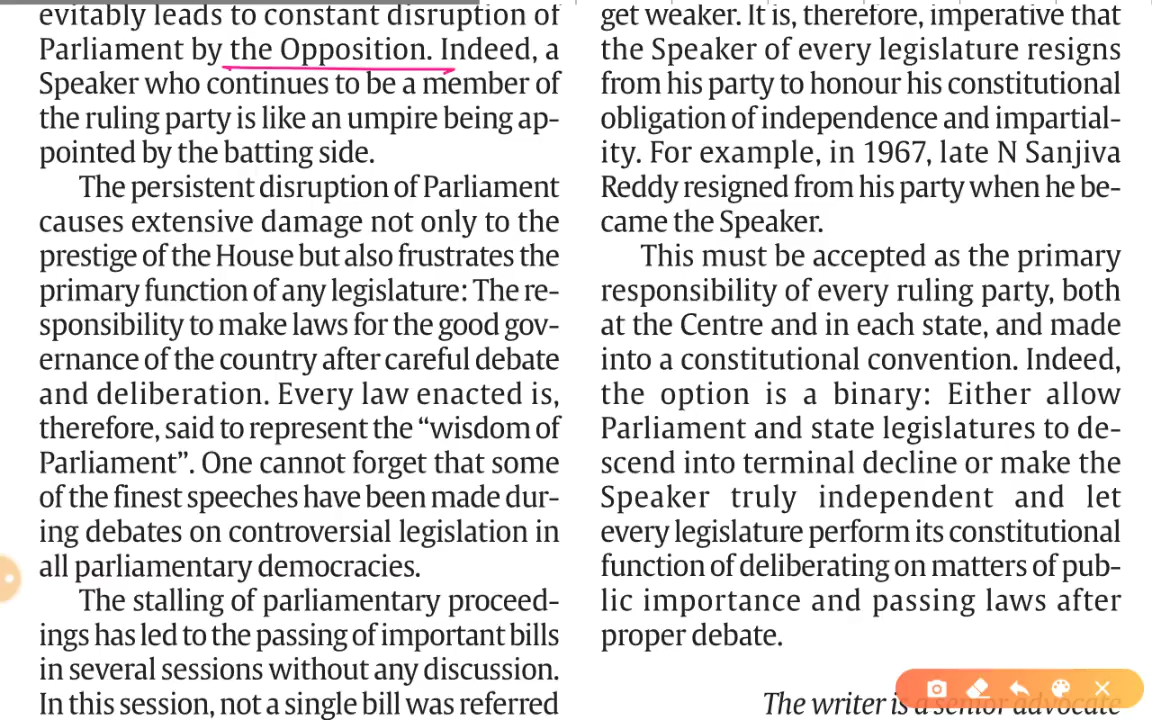 evitably leads to constant disruption of
Parliament by the Opposition. Indeed, a
Speaker who continues to be a member of
the ruling party is like an umpire being ap-
pointed by the batting side.
The persistent disruption of Parliament
causes extensive damage not only to the
prestige of the House but also frustrates the
primary function of any legislature: The re-
sponsibility to make laws for the good gov-
ernance of the country after careful debate
and deliberation. Every law enacted is,
therefore, said to represent the “wisdom of
Parliament”. One cannot forget that some
of the finest speeches have been made dur-
ing debates on controversial legislation in
all parliamentary democracies.
The stalling of parliamentary proceed-
ings has led to the passing of important bills
in several sessions without any discussion.
In this session, not a single bill was referred
get weaker. It is, therefore, imperative that
the Speaker of every legislature resigns
from his party to honour his constitutional
obligation of independence and impartial-
ity. For example, in 1967, late N Sanjiva
Reddy resigned from his party when he be-
came the Speaker.
This must be accepted as the primary
responsibility of every ruling party, both
at the Centre and in each state, and made
into a constitutional convention. Indeed,
the option is a binary: Either allow
Parliament and state legislatures to de-
scend into terminal decline or make the
Speaker truly independent and let
every legislature perform its constitutional
function of deliberating on matters of pub-
lic importance and passing laws after
proper debate.
The writer is a senior advocate